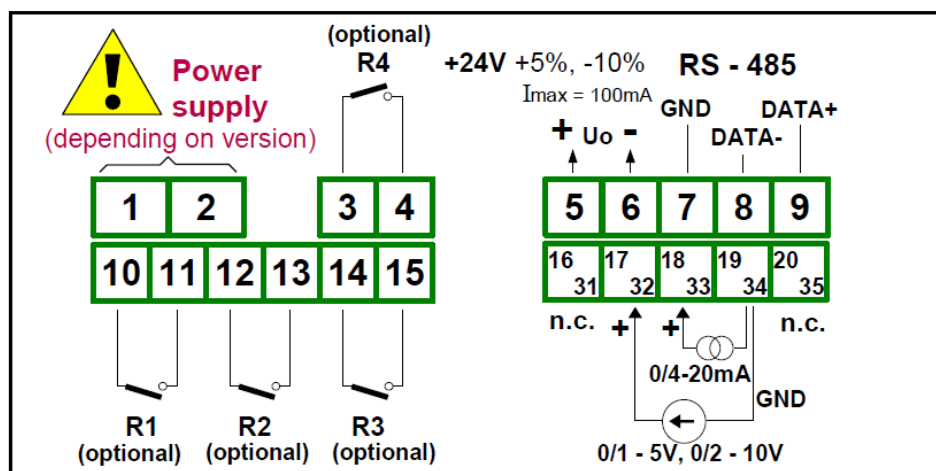 (optional)
R4
+24V +5%, -10%
RS - 485
Imax = 100mA
Power
supply
(depending on version)
GND
DATA+
+ Uo -
DATA-
1 2 3 4 5 6 7 8 9
10 11 12 13 14 15
16 17 18 19 20
31 32 33 34 35
n.c. + + n.c.
0/4-20mA
GND
R1 R2 R3
(optional) (optional) (optional)
0/1 - 5V, 0/2 - 10V